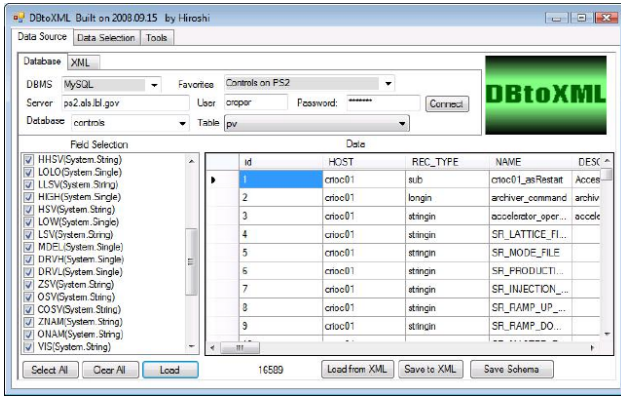 DBtoXML Built on 2008.09.15 by Hiroshi
Data Source Data Selection Tools
Database XML
DBMS MySQL Favorites Controls on PS2
Server ps2.als.lbl.gov User croper Password: ******* Connect
Database controls Table pv
DBtoXML
Field Selection Data
HHSV(System.String)
LOLO(System.Single)
LLSV(System.String)
HIGH(System.Single)
HSV(System.String)
LOW(System.Single)
LSV(System.String)
MDEL(System.Single)
DRVH(System.Single)
DRVL(System.Single)
ZSV(System.String)
OSV(System.String)
COSV(System.String)
ZNAM(System.String)
ONAM(System.String)
VIS(System.String)
id HOST REC_TYPE NAME DESC
1 crioc01 sub crioc01_asRestart Acces
2 crioc01 longin archiver_command archiv
3 crioc01 stringin accelerator_oper... accele
4 crioc01 stringin SR_LATTICE_FI...
5 crioc01 stringin SR_MODE_FILE
6 crioc01 stringin SR_PRODUCTI...
7 crioc01 stringin SR_INJECTION_...
8 crioc01 stringin SR_RAMP_UP_...
9 crioc01 stringin SR_RAMP_DO...
Select All Clear All Load 16589 Load from XML Save to XML Save Schema